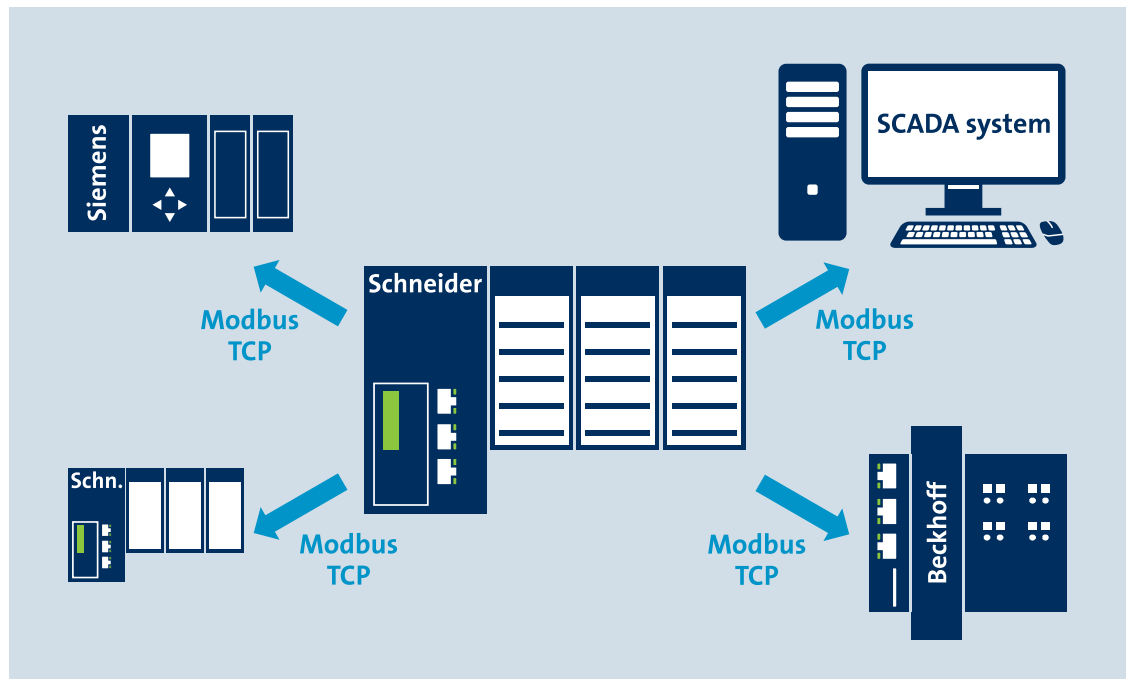 Siemens
SCADA system
Schneider
Modbus
TCP
Modbus
TCP
Schn.
Modbus
TCP
Modbus
TCP
Beckhoff